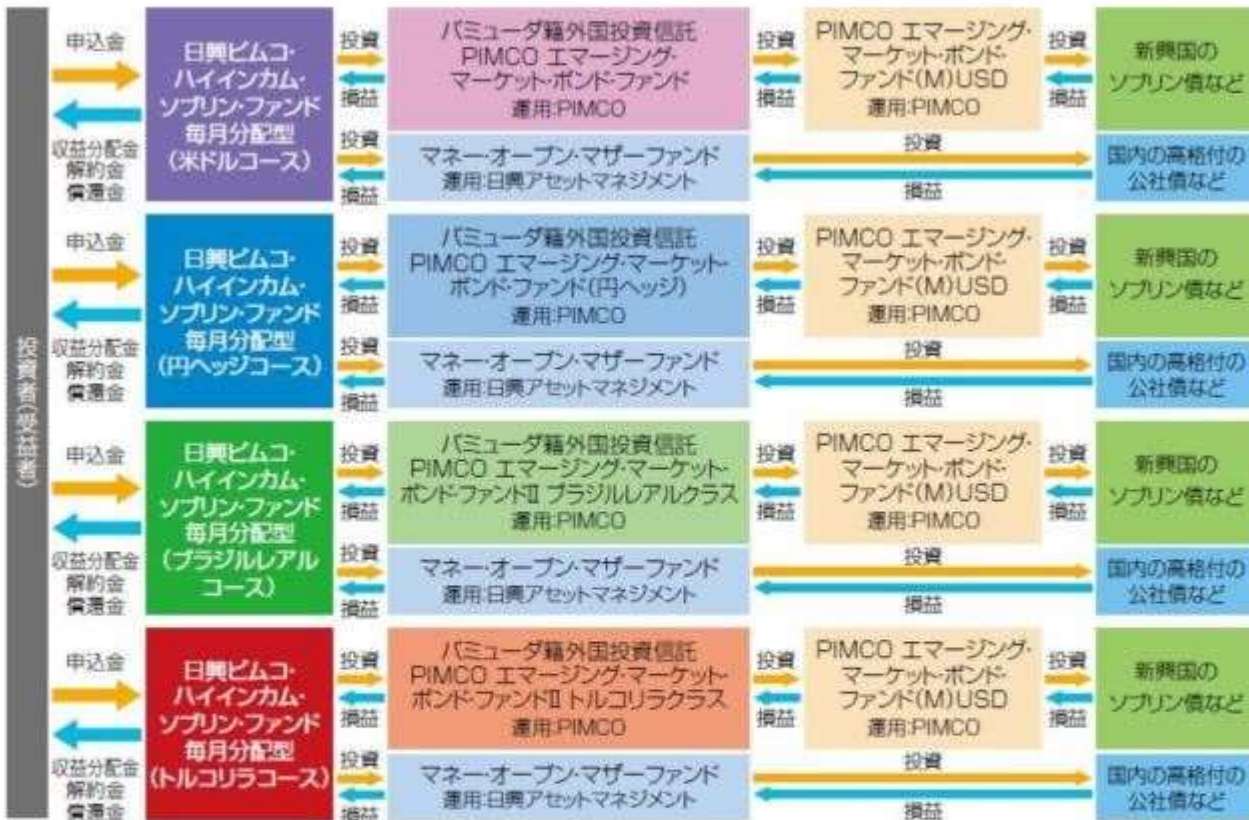 投資者(受益者)
申込金
収益分配金
解約金
償還金
日興ピムコ・
ハイインカム・
ソブリン・ファンド
毎月分配型
(米ドルコース)
投資
損益
投資
損益
バミューダ籍外国投資信託
PIMCO エマージング・
マーケット・ボンド・ファンド
運用:PIMCO
投資
損益
PIMCO エマージング・
マーケット・ボンド・
ファンド(M)USD
運用:PIMCO
投資
損益
新興国の
ソブリン債など
マネー・オープン・マザーファンド
運用:日興アセットマネジメント
投資
損益
国内の高格付の
公社債など
申込金
収益分配金
解約金
償還金
日興ピムコ・
ハイインカム・
ソブリン・ファンド
毎月分配型
(円ヘッジコース)
投資
損益
投資
損益
バミューダ籍外国投資信託
PIMCO エマージング・マーケット・
ボンド・ファンド(円ヘッジ)
運用:PIMCO
投資
損益
PIMCO エマージング・
マーケット・ボンド・
ファンド(M)USD
運用:PIMCO
投資
損益
新興国の
ソブリン債など
マネー・オープン・マザーファンド
運用:日興アセットマネジメント
投資
損益
国内の高格付の
公社債など
申込金
収益分配金
解約金
償還金
日興ピムコ・
ハイインカム・
ソブリン・ファンド
毎月分配型
(ブラジルレアル
コース)
投資
損益
投資
損益
バミューダ籍外国投資信託
PIMCO エマージング・マーケット・
ボンド・ファンドⅡ ブラジルレアルクラス
運用:PIMCO
投資
損益
PIMCO エマージング・
マーケット・ボンド・
ファンド(M)USD
運用:PIMCO
投資
損益
新興国の
ソブリン債など
マネー・オープン・マザーファンド
運用:日興アセットマネジメント
投資
損益
国内の高格付の
公社債など
申込金
収益分配金
解約金
償還金
日興ピムコ・
ハイインカム・
ソブリン・ファンド
毎月分配型
(トルコリラコース)
投資
損益
投資
損益
バミューダ籍外国投資信託
PIMCO エマージング・マーケット・
ボンド・ファンドⅡ トルコリラクラス
運用:PIMCO
投資
損益
PIMCO エマージング・
マーケット・ボンド・
ファンド(M)USD
運用:PIMCO
投資
損益
新興国の
ソブリン債など
マネー・オープン・マザーファンド
運用:日興アセットマネジメント
投資
損益
国内の高格付の
公社債など